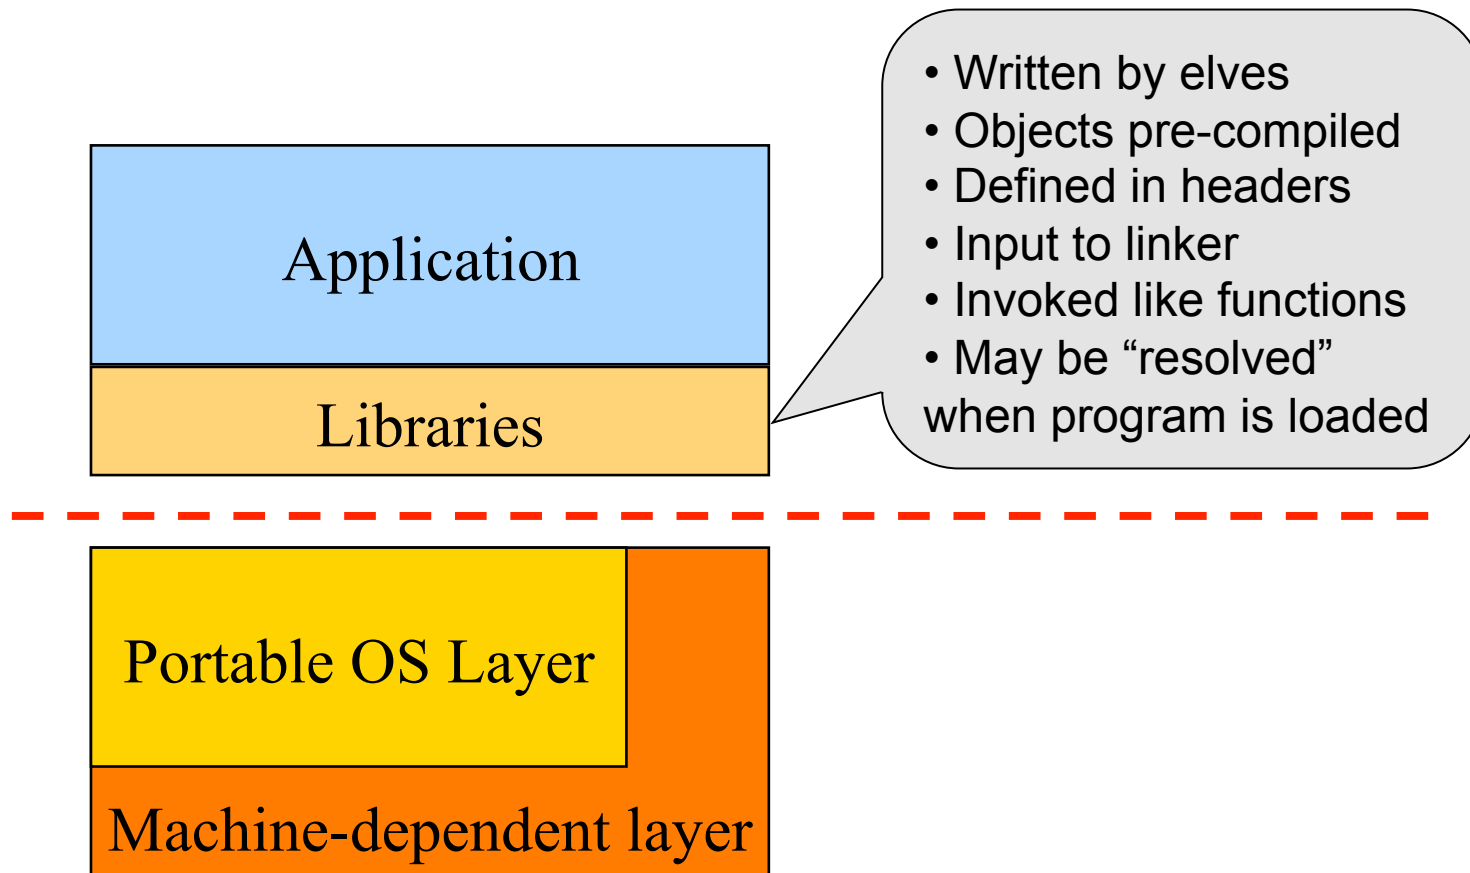 • Written by elves
• Objects pre-compiled
• Defined in headers
• Input to linker
• Invoked like functions
• May be “resolved”
when program is loaded
Application
Libraries
Portable OS Layer
Machine-dependent layer